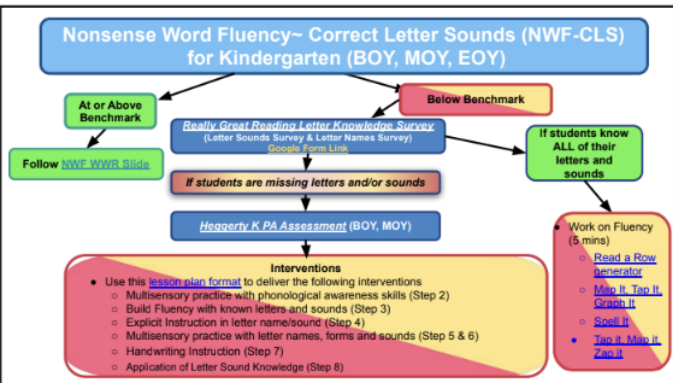 Nonsense Word Fluency~ Correct Letter Sounds (NWF-CLS)
for Kindergarten (BOY, MOY, EOY)
At or Above
Benchmark
Below Benchmark
Follow NWF WWR Slide
Really Great Reading Letter Knowledge Survey
(Letter Sounds Survey & Letter Names Survey)
Google Form Link
If students know
ALL of their
letters and
sounds
If students are missing letters and/or sounds
Heggerty K PA Assessment (BOY, MOY)
Interventions
● Use this lesson plan format to deliver the following interventions
○ Multisensory practice with phonological awareness skills (Step 2)
○ Build Fluency with known letters and sounds (Step 3)
○ Explicit Instruction in letter name/sound (Step 4)
○ Multisensory practice with letter names, forms and sounds (Step 5 & 6)
○ Handwriting Instruction (Step 7)
○ Application of Letter Sound Knowledge (Step 8)
● Work on Fluency
(5 mins)
○ Read a Row
generator
○ Map It, Tap It,
Graph It
○ Spell It
● Tap it, Map it,
Zap it